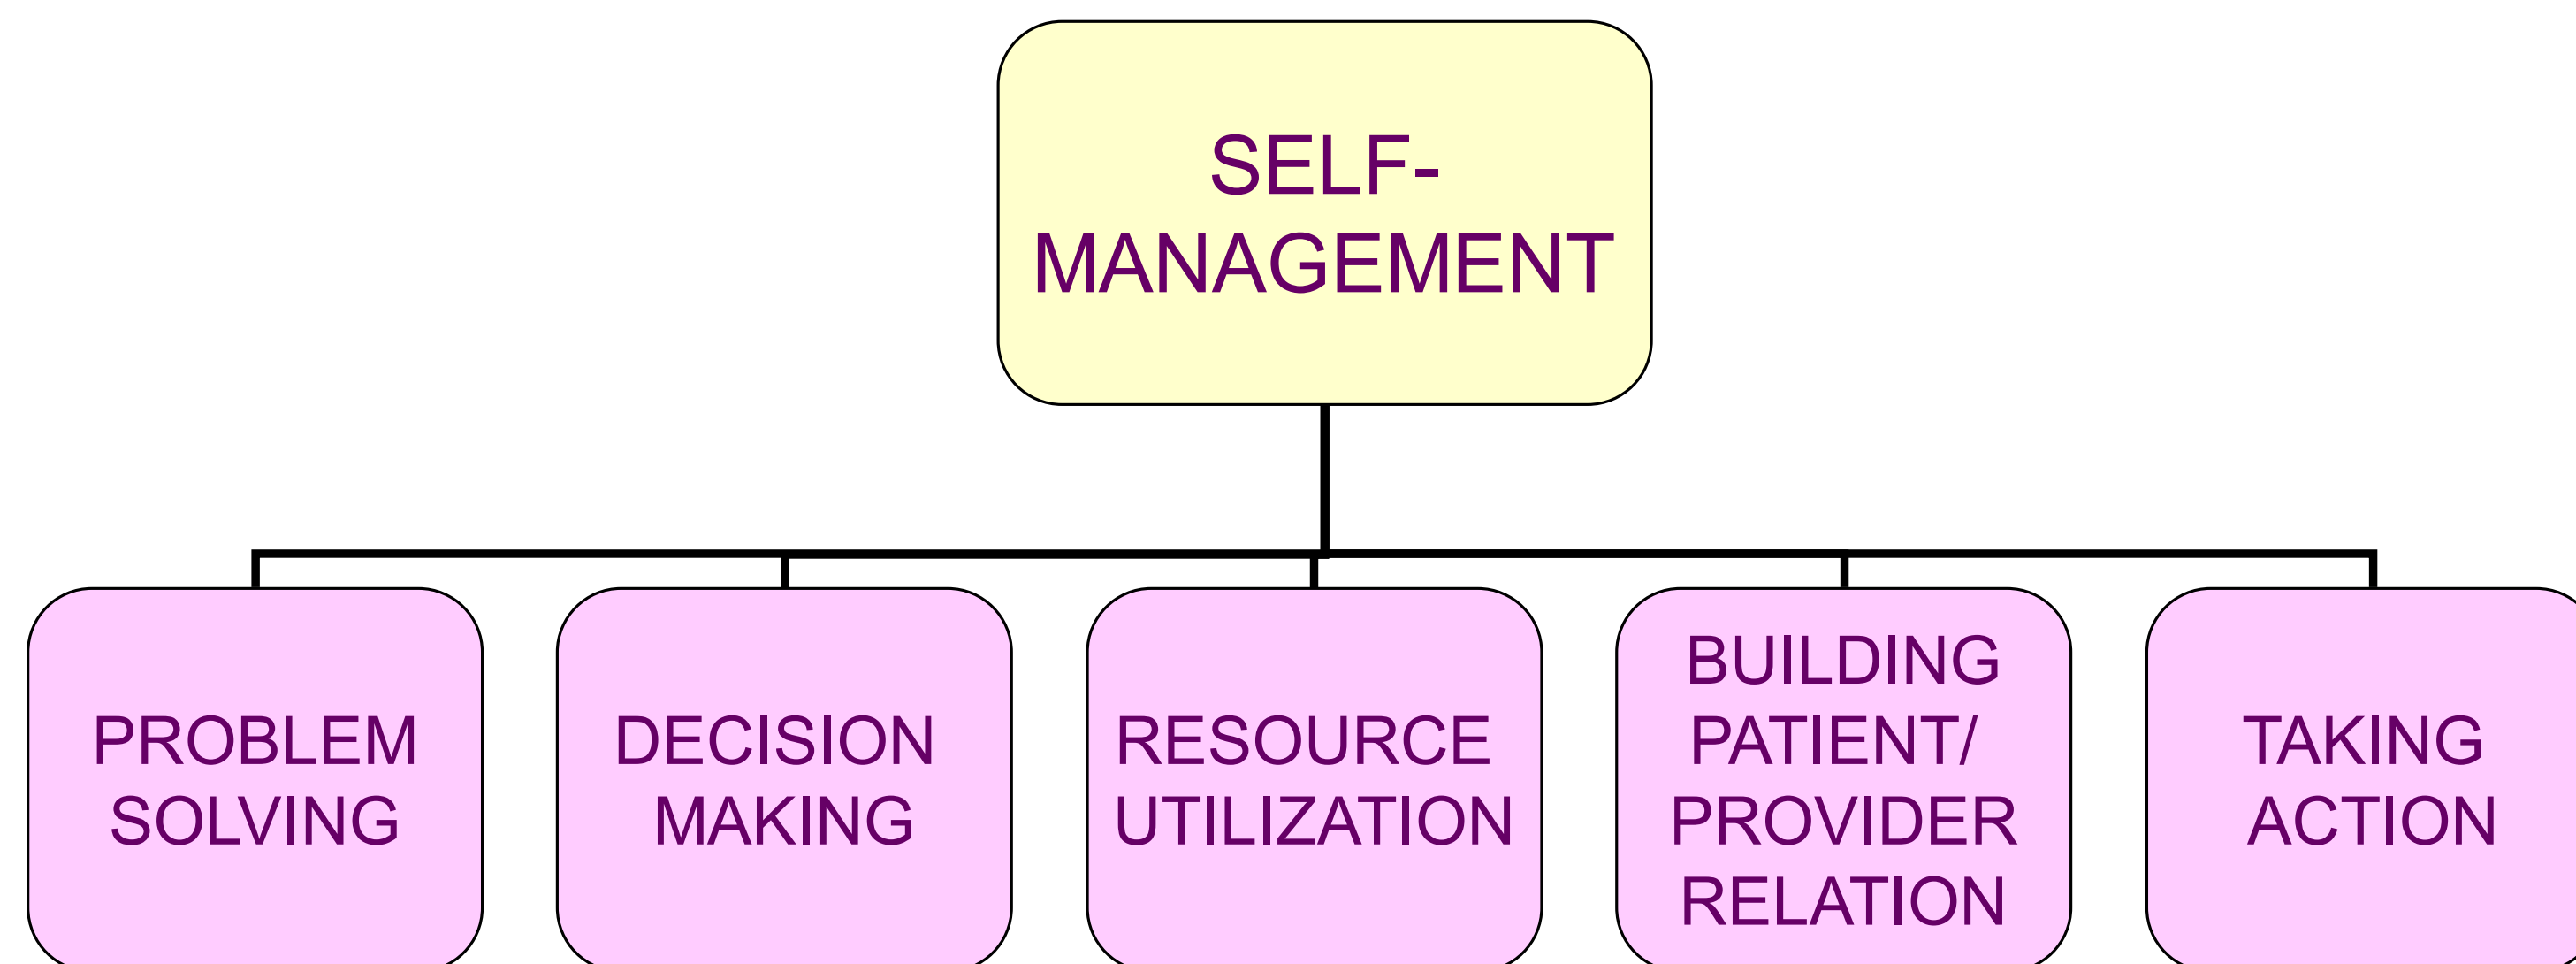 SELF-
MANAGEMENT
PROBLEM
SOLVING
DECISION
MAKING
RESOURCE
UTILIZATION
BUILDING
PATIENT/
PROVIDER
RELATION
TAKING
ACTION